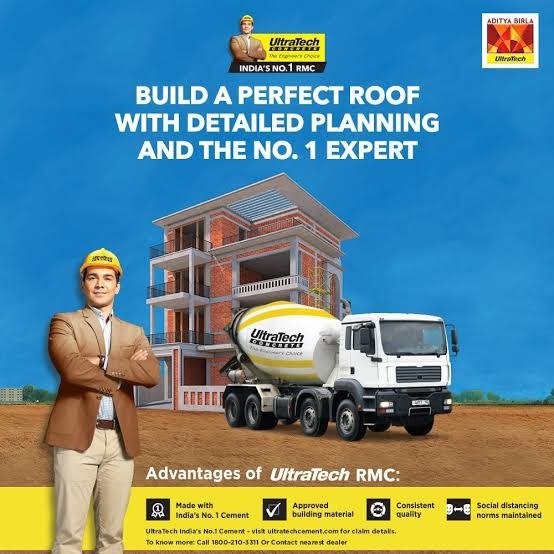 UltraTech
CONCRETE
The Engineer's Choice
INDIA'S NO.1 RMC
ADITYA BIRLA
UltraTech
BUILD A PERFECT ROOF
WITH DETAILED PLANNING
AND THE NO. 1 EXPERT
UltraTech
UltraTech
CONCRETE
The Engineer's Choice
Advantages of UltraTech RMC:
Made with
India's No.1 Cement
Approved
building material
Consistent
quality
Social distancing
norms maintained
UltraTech India's No.1 Cement - visit ultratechcement.com for claim details.
To know more: Call 1800-210-3311 Or Contact nearest dealer